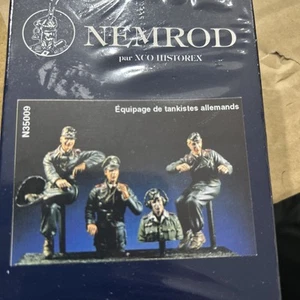 NEMROD
par NCO HISTOREX
Équipage de tankistes allemands
N35009